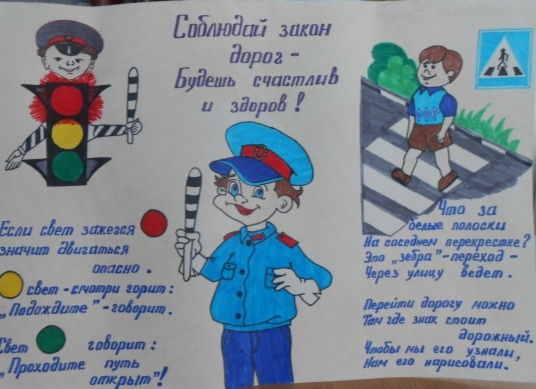 Соблюдай закон
дорог -
Будешь счастлив
и здоров!
Если свет зажегся
значит двигаться
опасно.
свет - смотри горит:
„Подождите" - говорит.
Свет говорит:
„Проходите путь
открыт"!
Что за
белые полоски
На соседнем перекрестке?
Это „зебра" - переход -
Через улицу ведет.
Перейти дорогу можно
Там где знак стоит
дорожный.
Чтобы мы его узнали,
Нам его нарисовали.